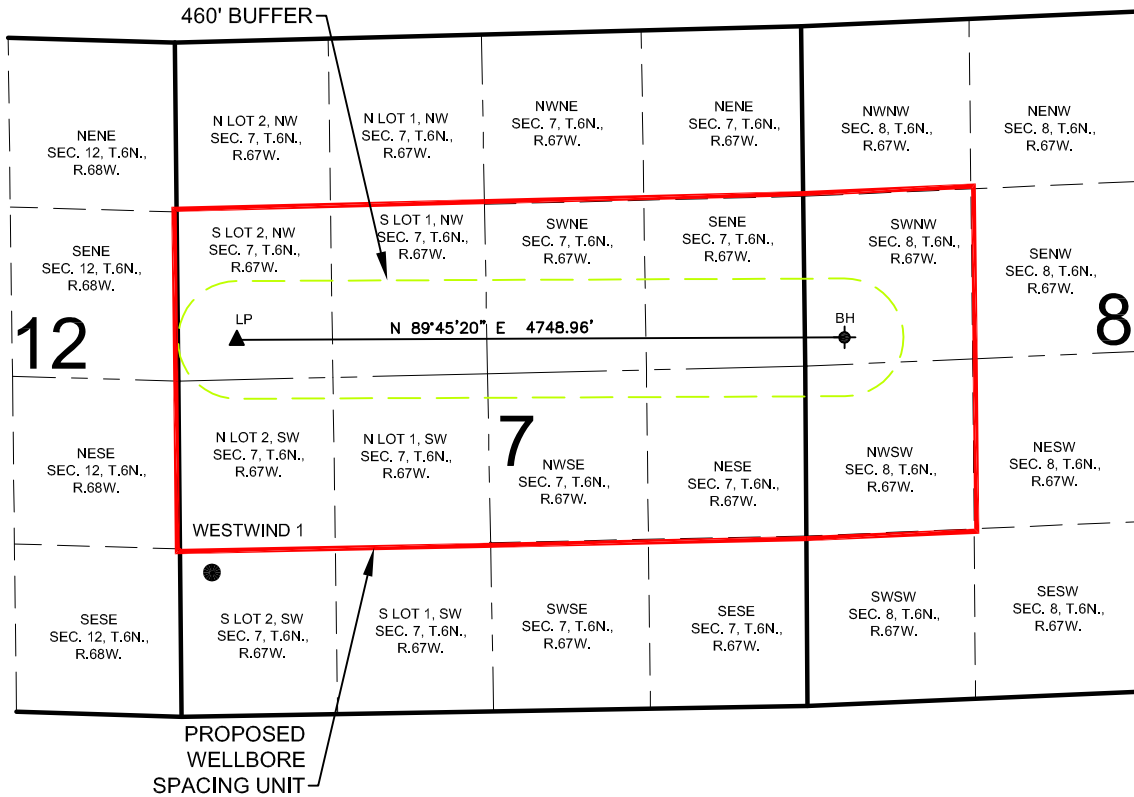 460' BUFFER
NENE
SEC. 12, T.6N.,
R.68W.
N LOT 2, NW
SEC. 7, T.6N.,
R.67W.
N LOT 1, NW
SEC. 7, T.6N.,
R.67W.
NWNE
SEC. 7, T.6N.,
R.67W.
NENE
SEC. 7, T.6N.,
R.67W.
NWNW
SEC. 8, T.6N.,
R.67W.
NENW
SEC. 8, T.6N.,
R.67W.
SENE
SEC. 12, T.6N.,
R.68W.
S LOT 2, NW
SEC. 7, T.6N.,
R.67W.
S LOT 1, NW
SEC. 7, T.6N.,
R.67W.
SWNE
SEC. 7, T.6N.,
R.67W.
SENE
SEC. 7, T.6N.,
R.67W.
SWNW
SEC. 8, T.6N.,
R.67W.
SENW
SEC. 8, T.6N.,
R.67W.
12
LP
N 89°45'20" E 4748.96'
BH
8
7
NESE
SEC. 12, T.6N.,
R.68W.
N LOT 2, SW
SEC. 7, T.6N.,
R.67W.
N LOT 1, SW
SEC. 7, T.6N.,
R.67W.
NWSE
SEC. 7, T.6N.,
R.67W.
NESE
SEC. 7, T.6N.,
R.67W.
NWSW
SEC. 8, T.6N.,
R.67W.
NESW
SEC. 8, T.6N.,
R.67W.
WESTWIND 1
SESE
SEC. 12, T.6N.,
R.68W.
S LOT 2, SW
SEC. 7, T.6N.,
R.67W.
S LOT 1, SW
SEC. 7, T.6N.,
R.67W.
SWSE
SEC. 7, T.6N.,
R.67W.
SESE
SEC. 7, T.6N.,
R.67W.
SWSW
SEC. 8, T.6N.,
R.67W.
SESW
SEC. 8, T.6N.,
R.67W.
PROPOSED
WELLBORE
SPACING UNIT